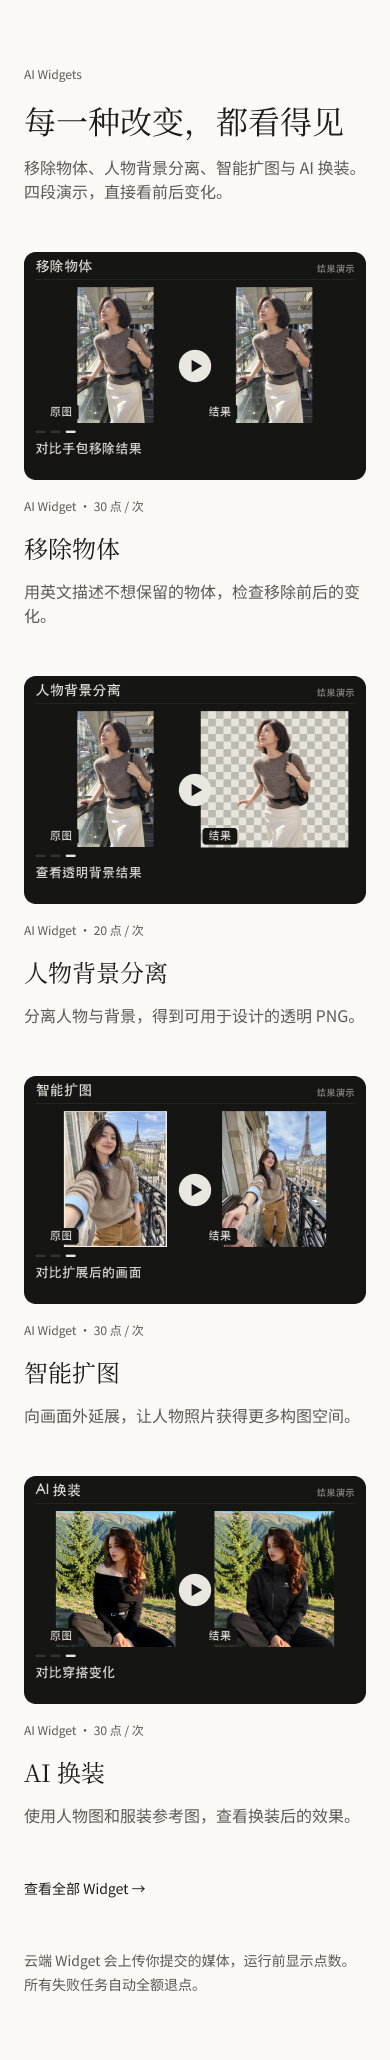 AI Widgets
每一种改变，都看得见
移除物体、人物背景分离、智能扩图与 AI 换装。
四段演示，直接看前后变化。
移除物体
结果演示
原图
结果
对比手包移除结果
AI Widget · 30 点 / 次
移除物体
用英文描述不想保留的物体，检查移除前后的变
化。
人物背景分离
结果演示
原图
结果
查看透明背景结果
AI Widget · 20 点 / 次
人物背景分离
分离人物与背景，得到可用于设计的透明 PNG。
智能扩图
结果演示
原图
结果
对比扩展后的画面
AI Widget · 30 点 / 次
智能扩图
向画面外延展，让人物照片获得更多构图空间。
AI 换装
结果演示
原图
结果
对比穿搭变化
AI Widget · 30 点 / 次
AI 换装
使用人物图和服装参考图，查看换装后的效果。
查看全部 Widget →
云端 Widget 会上传你提交的媒体，运行前显示点数。
所有失败任务自动全额退点。